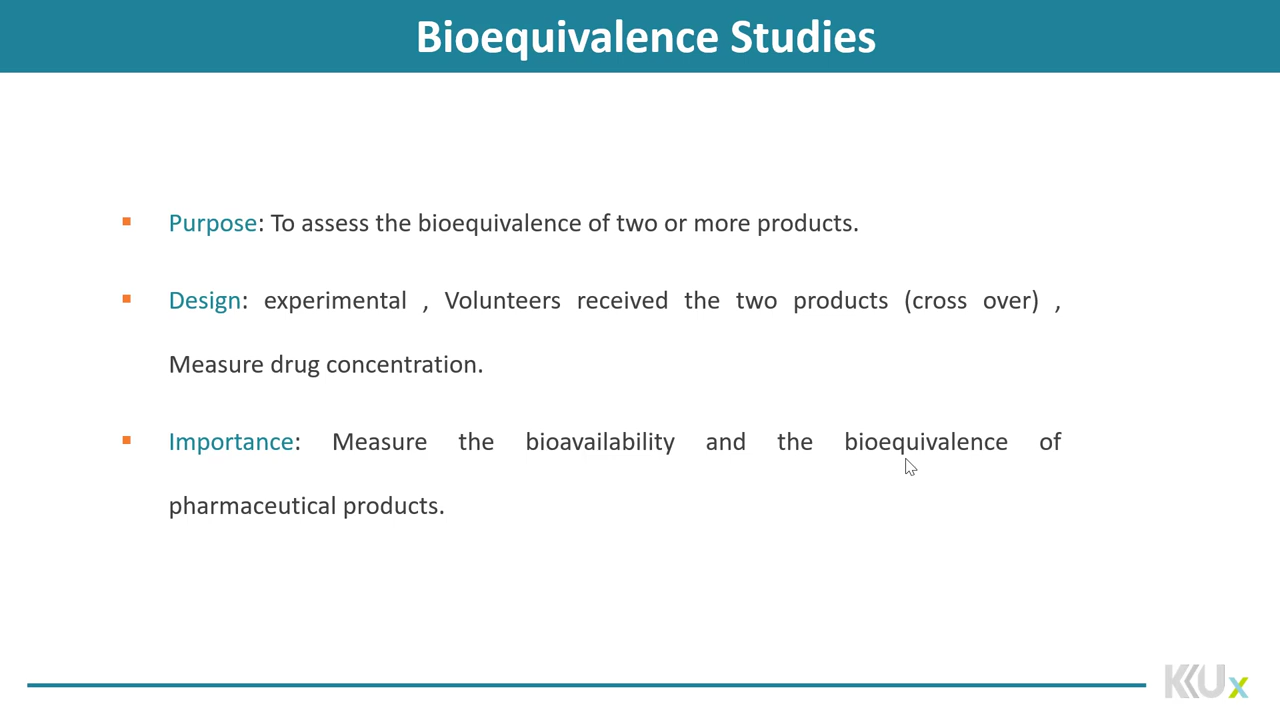 Bioequivalence Studies
Purpose: To assess the bioequivalence of two or more products.
Design: experimental , Volunteers received the two products (cross over) ,
Measure drug concentration.
Importance: Measure the bioavailability and the bioequivalence of
pharmaceutical products.
KKUx